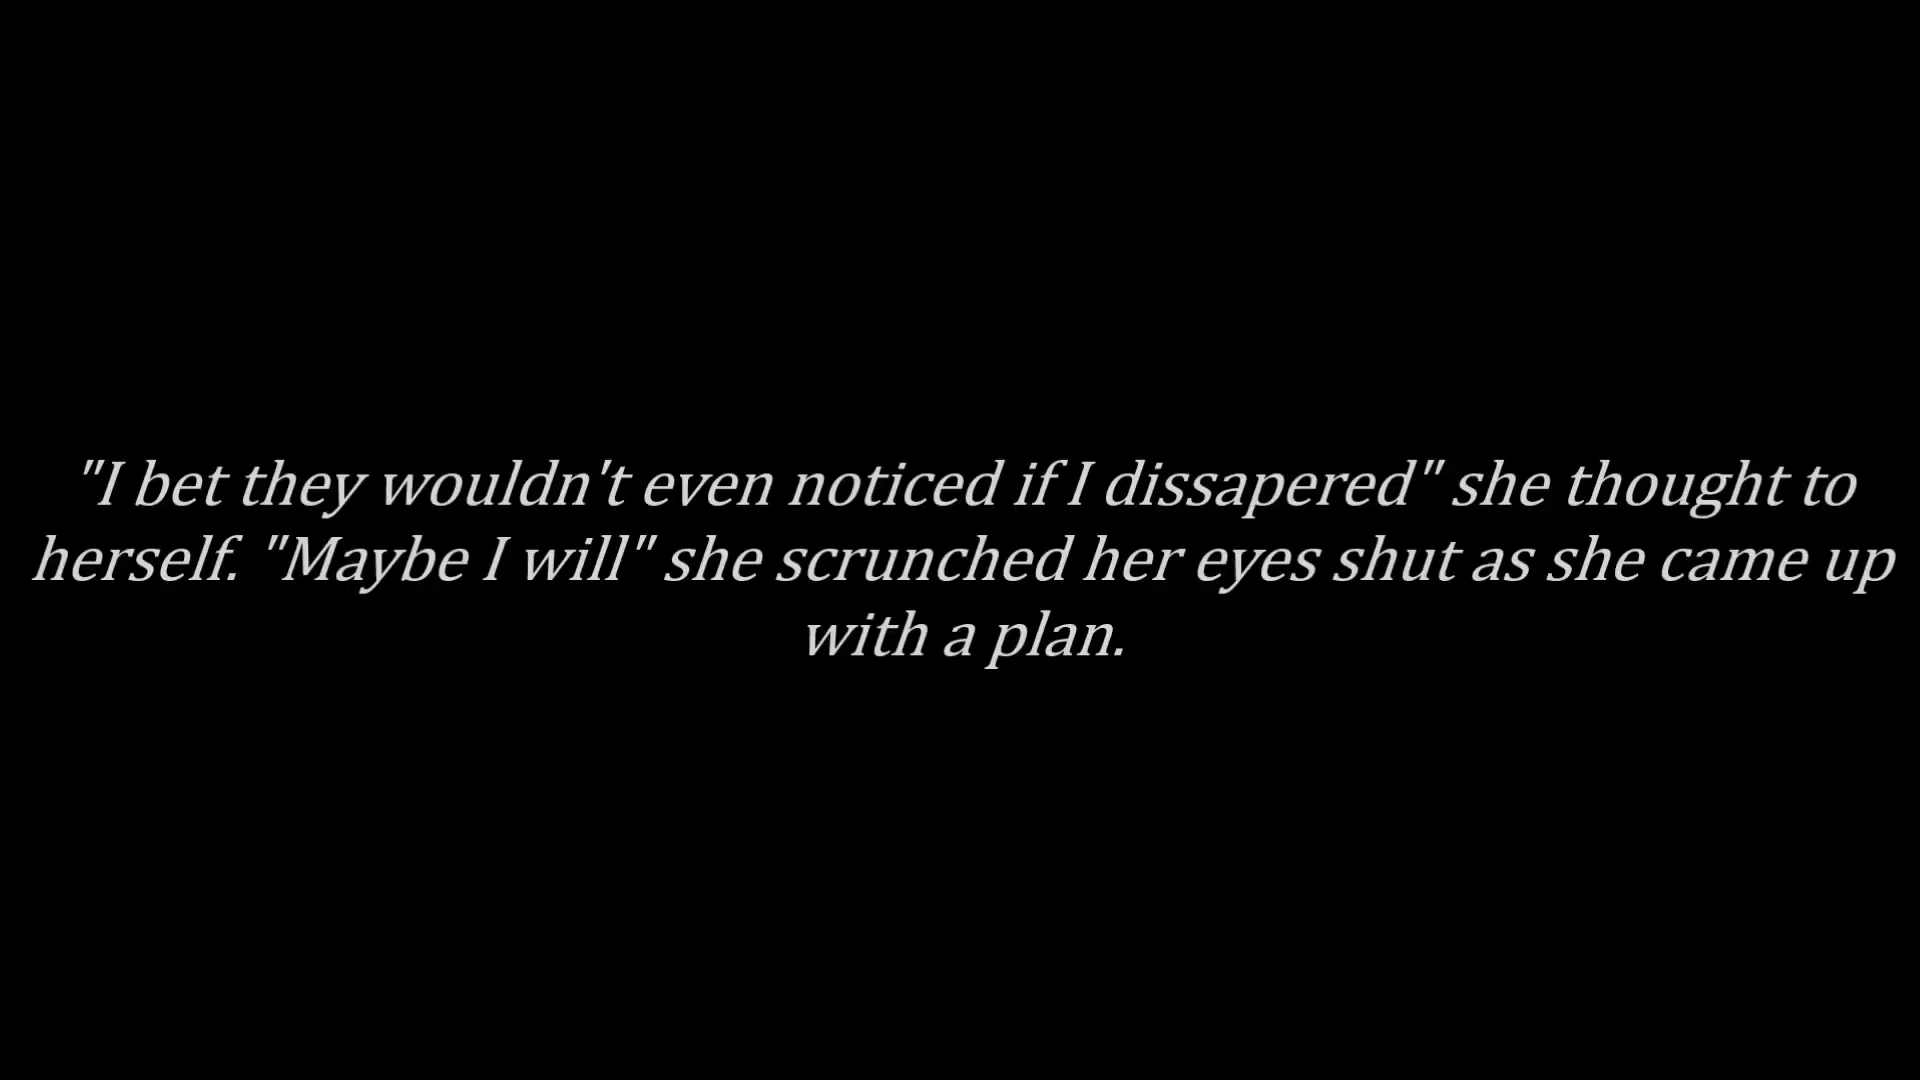 "I bet they wouldn't even noticed if I dissapered" she thought to
herself. "Maybe I will" she scrunched her eyes shut as she came up
with a plan.